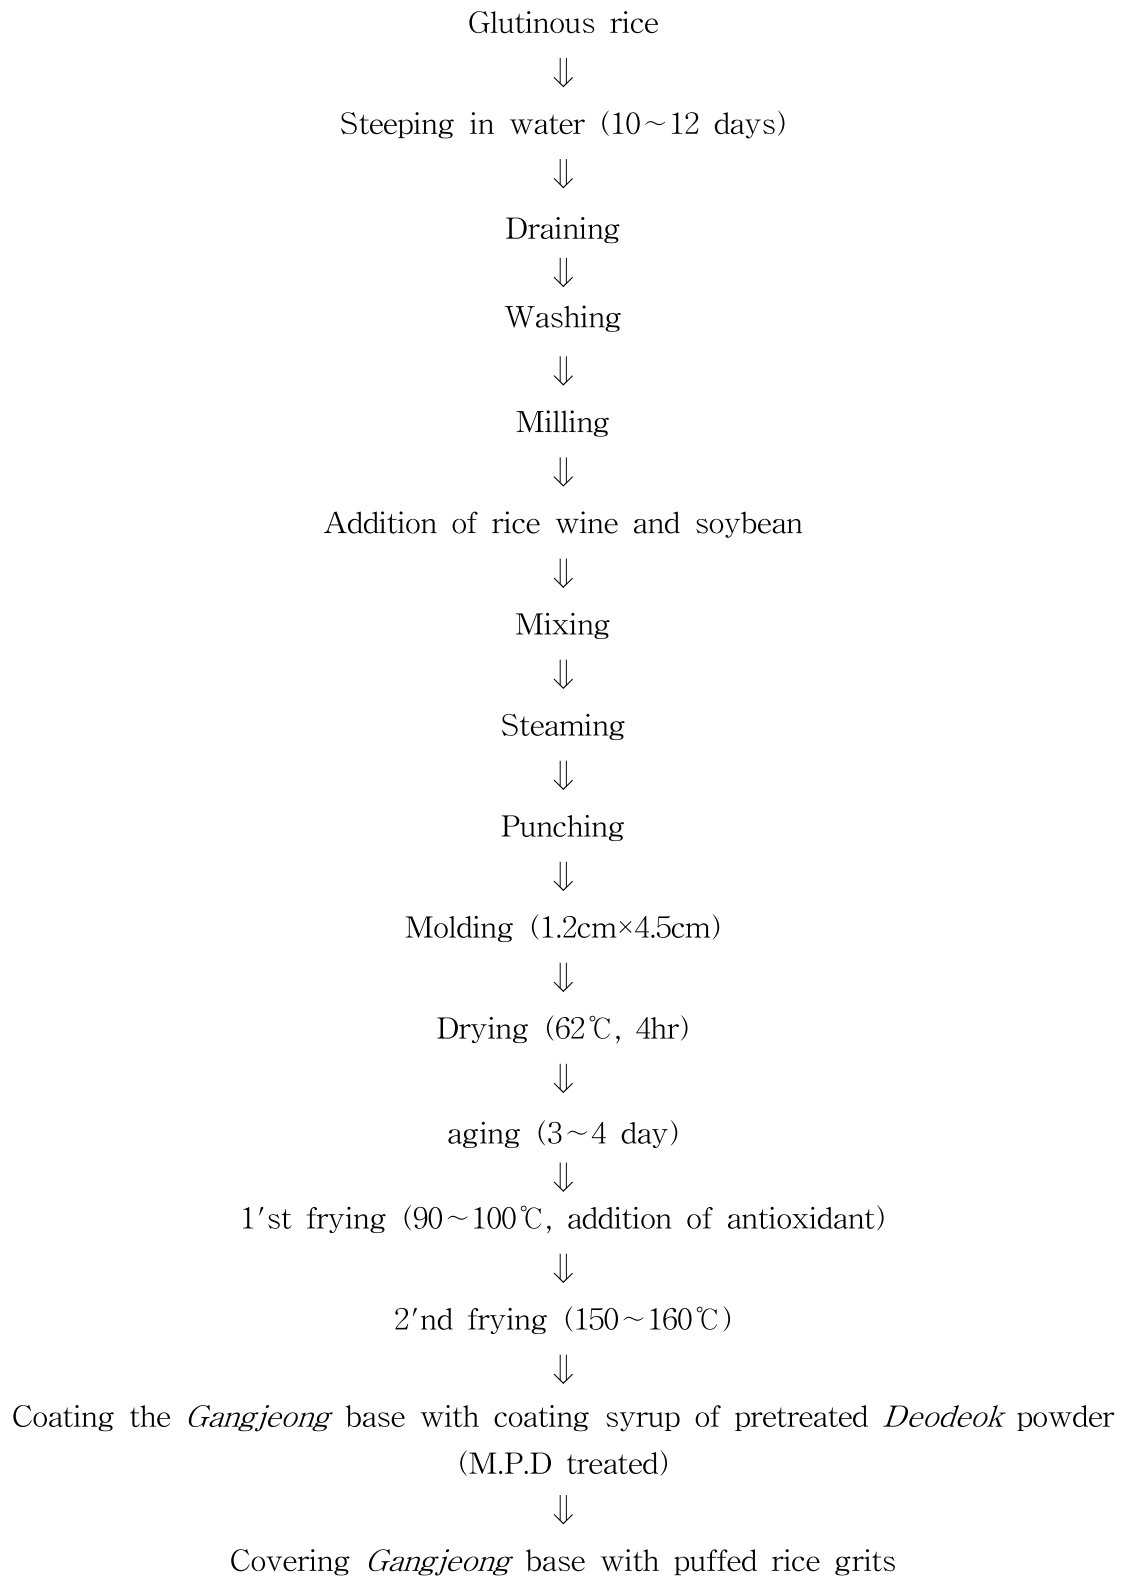 Glutinous rice
⇓
Steeping in water (10～12 days)
⇓
Draining
⇓
Washing
⇓
Milling
⇓
Addition of rice wine and soybean
⇓
Mixing
⇓
Steaming
⇓
Punching
⇓
Molding (1.2cm×4.5cm)
⇓
Drying (62℃, 4hr)
⇓
aging (3～4 day)
⇓
1′st frying (90～100℃, addition of antioxidant)
⇓
2′nd frying (150～160℃)
⇓
Coating the Gangjeong base with coating syrup of pretreated Deodeok powder
(M.P.D treated)
⇓
Covering Gangjeong base with puffed rice grits